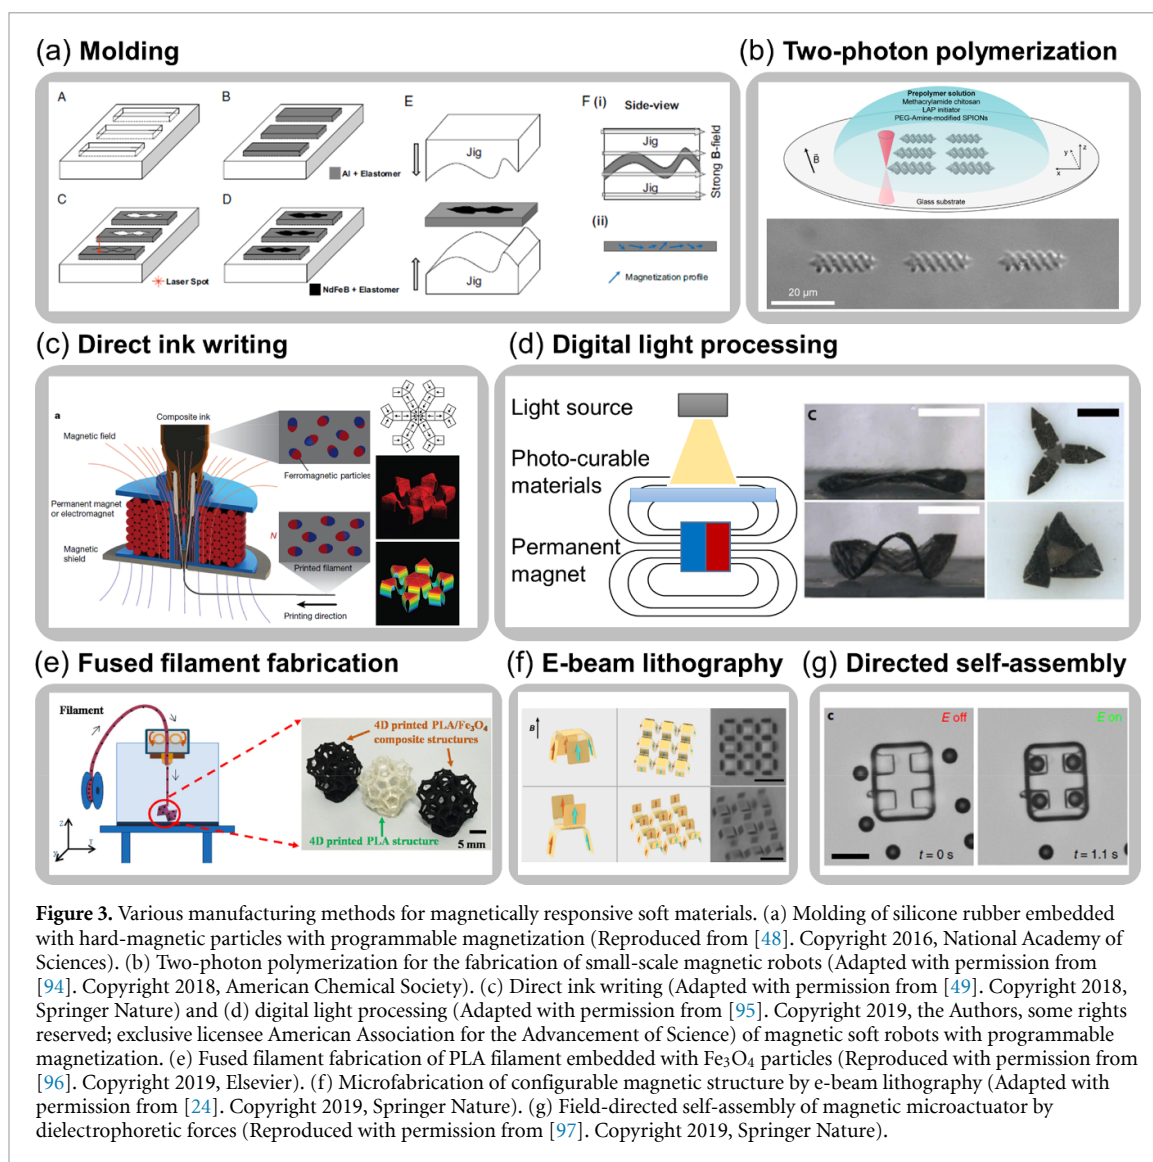 (a) Molding
A
B
E
F (i)
Side-view
Jig
Jig
Jig
Strong B-field
Al + Elastomer
C
D
(ii)
Jig
Laser Spot
NdFeB + Elastomer
Magnetization profile
(b) Two-photon polymerization
Prepolymer solution
Methacrylamide chitosan
LAP initiator
PEG-Amine-modified SPIONs
B
z
y
x
Glass substrate
20 μm
(c) Direct ink writing
a
Composite ink
Magnetic field
Ferromagnetic particles
Permanent magnet
or electromagnet
N
Magnetic
shield
Printed filament
Printing direction
(d) Digital light processing
Light source
Photo-curable
materials
Permanent
magnet
C
(e) Fused filament fabrication
Filament
4D printed PLA/Fe₃O₄
composite structures
4D printed PLA structure
5 mm
(f) E-beam lithography
B
(g) Directed self-assembly
c
E off
E on
t = 0 s
t = 1.1 s
Figure 3. Various manufacturing methods for magnetically responsive soft materials. (a) Molding of silicone rubber embedded
with hard-magnetic particles with programmable magnetization (Reproduced from [48]. Copyright 2016, National Academy of
Sciences). (b) Two-photon polymerization for the fabrication of small-scale magnetic robots (Adapted with permission from
[94]. Copyright 2018, American Chemical Society). (c) Direct ink writing (Adapted with permission from [49]. Copyright 2018,
Springer Nature) and (d) digital light processing (Adapted with permission from [95]. Copyright 2019, the Authors, some rights
reserved; exclusive licensee American Association for the Advancement of Science) of magnetic soft robots with programmable
magnetization. (e) Fused filament fabrication of PLA filament embedded with Fe₃O₄ particles (Reproduced with permission from
[96]. Copyright 2019, Elsevier). (f) Microfabrication of configurable magnetic structure by e-beam lithography (Adapted with
permission from [24]. Copyright 2019, Springer Nature). (g) Field-directed self-assembly of magnetic microactuator by
dielectrophoretic forces (Reproduced with permission from [97]. Copyright 2019, Springer Nature).